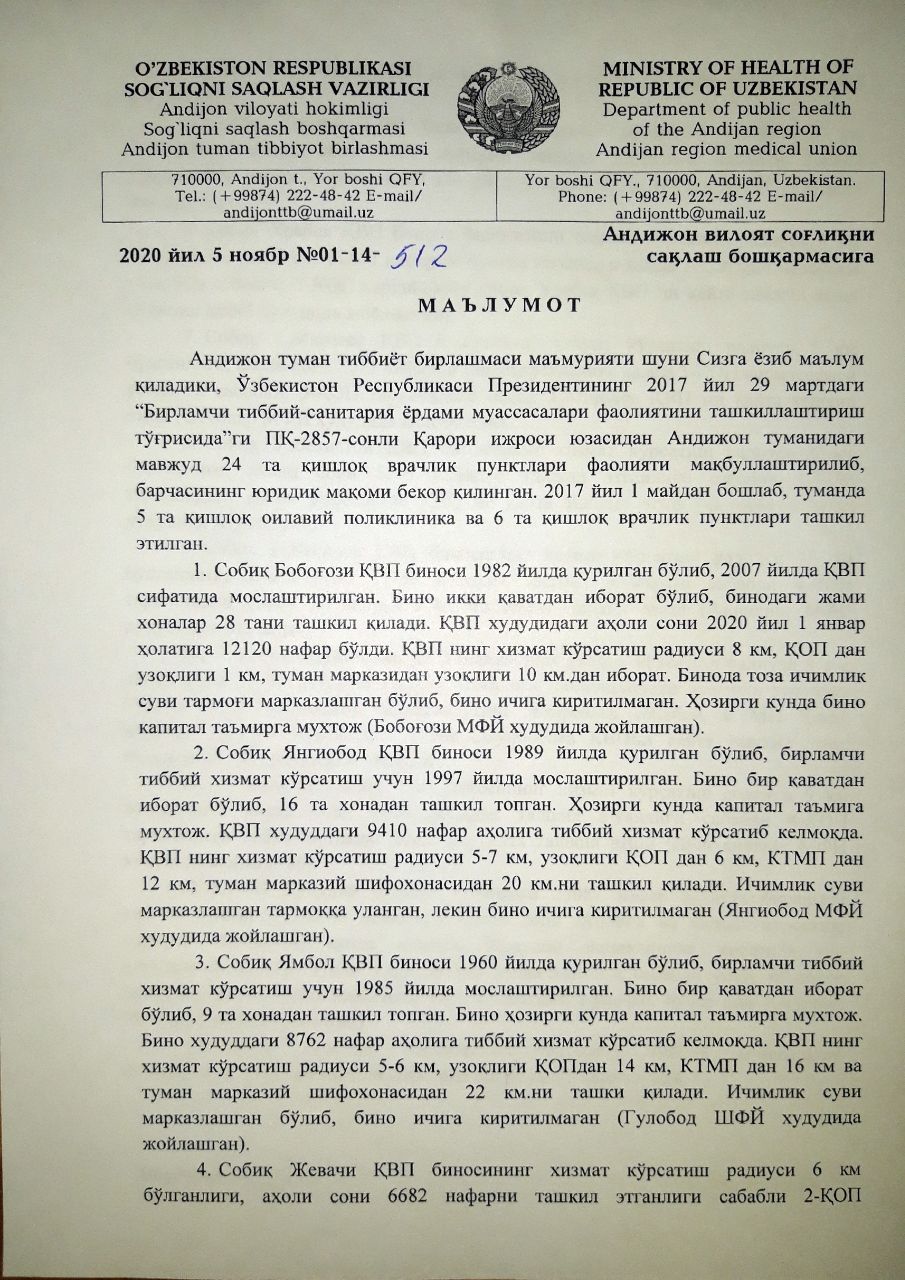 O’ZBEKISTON RESPUBLIKASI
SOG`LIQNI SAQLASH VAZIRLIGI
Andijon viloyati hokimligi
Sog`liqni saqlash boshqarmasi
Andijon tuman tibbiyot birlashmasi
MINISTRY OF HEALTH OF
REPUBLIC OF UZBEKISTAN
Department of public health
of the Andijan region
Andijan region medical union
710000, Andijon t., Yor boshi QFY,
Tel.: (+99874) 222-48-42 E-mail/
andijonttb@umail.uz
Yor boshi QFY., 710000, Andijan, Uzbekistan.
Phone: (+99874) 222-48-42 E-mail/
andijonttb@umail.uz
2020 йил 5 ноябр №01-14- 512
Андижон вилоят соғлиқни
сақлаш бошқармасига
МАЪЛУМОТ
Андижон туман тиббиёт бирлашмаси маъмурияти шуни Сизга ёзиб маълум
қиладики, Ўзбекистон Республикаси Президентининг 2017 йил 29 мартдаги
“Бирламчи тиббий-санитария ёрдами муассасалари фаолиятини ташкиллаштириш
тўғрисида”ги ПҚ-2857-сонли Қарори ижроси юзасидан Андижон туманидаги
мавжуд 24 та қишлоқ врачлик пунктлари фаолияти мақбуллаштирилиб,
барчасининг юридик мақоми бекор қилинган. 2017 йил 1 майдан бошлаб, туманда
5 та қишлоқ оилавий поликлиника ва 6 та қишлоқ врачлик пунктлари ташкил
этилган.
1. Собиқ Бобоғози ҚВП биноси 1982 йилда қурилган бўлиб, 2007 йилда ҚВП
сифатида мослаштирилган. Бино икки қаватдан иборат бўлиб, бинодаги жами
хоналар 28 тани ташкил қилади. ҚВП худудидаги аҳоли сони 2020 йил 1 январ
ҳолатига 12120 нафар бўлди. ҚВП нинг хизмат кўрсатиш радиуси 8 км, ҚОП дан
узоқлиги 1 км, туман марказидан узоқлиги 10 км.дан иборат. Бинода тоза ичимлик
суви тармоғи марказлашган бўлиб, бино ичига киритилмаган. Ҳозирги кунда бино
капитал таъмирга мухтож (Бобоғози МФЙ худудида жойлашган).
2. Собиқ Янгиобод ҚВП биноси 1989 йилда қурилган бўлиб, бирламчи
тиббий хизмат кўрсатиш учун 1997 йилда мослаштирилган. Бино бир қаватдан
иборат бўлиб, 16 та хонадан ташкил топган. Ҳозирги кунда капитал таъмига
мухтож. ҚВП худуддаги 9410 нафар аҳолига тиббий хизмат кўрсатиб келмоқда.
ҚВП нинг хизмат кўрсатиш радиуси 5-7 км, узоқлиги ҚОП дан 6 км, КТМП дан
12 км, туман марказий шифохонасидан 20 км.ни ташкил қилади. Ичимлик суви
марказлашган тармоққа уланган, лекин бино ичига киритилмаган (Янгиобод МФЙ
худудида жойлашган).
3. Собиқ Ямбол ҚВП биноси 1960 йилда қурилган бўлиб, бирламчи тиббий
хизмат кўрсатиш учун 1985 йилда мослаштирилган. Бино бир қаватдан иборат
бўлиб, 9 та хонадан ташкил топган. Бино ҳозирги кунда капитал таъмирга мухтож.
Бино худуддаги 8762 нафар аҳолига тиббий хизмат кўрсатиб келмоқда. ҚВП нинг
хизмат кўрсатиш радиуси 5-6 км, узоқлиги ҚОПдан 14 км, КТМП дан 16 км ва
туман марказий шифохонасидан 22 км.ни ташки қилади. Ичимлик суви
марказлашган бўлиб, бино ичига киритилмаган (Гулобод ШФЙ худудида
жойлашган).
4. Собиқ Жевачи ҚВП биносининг хизмат кўрсатиш радиуси 6 км
бўлганлиги, аҳоли сони 6682 нафарни ташкил этганлиги сабабли 2-ҚОП